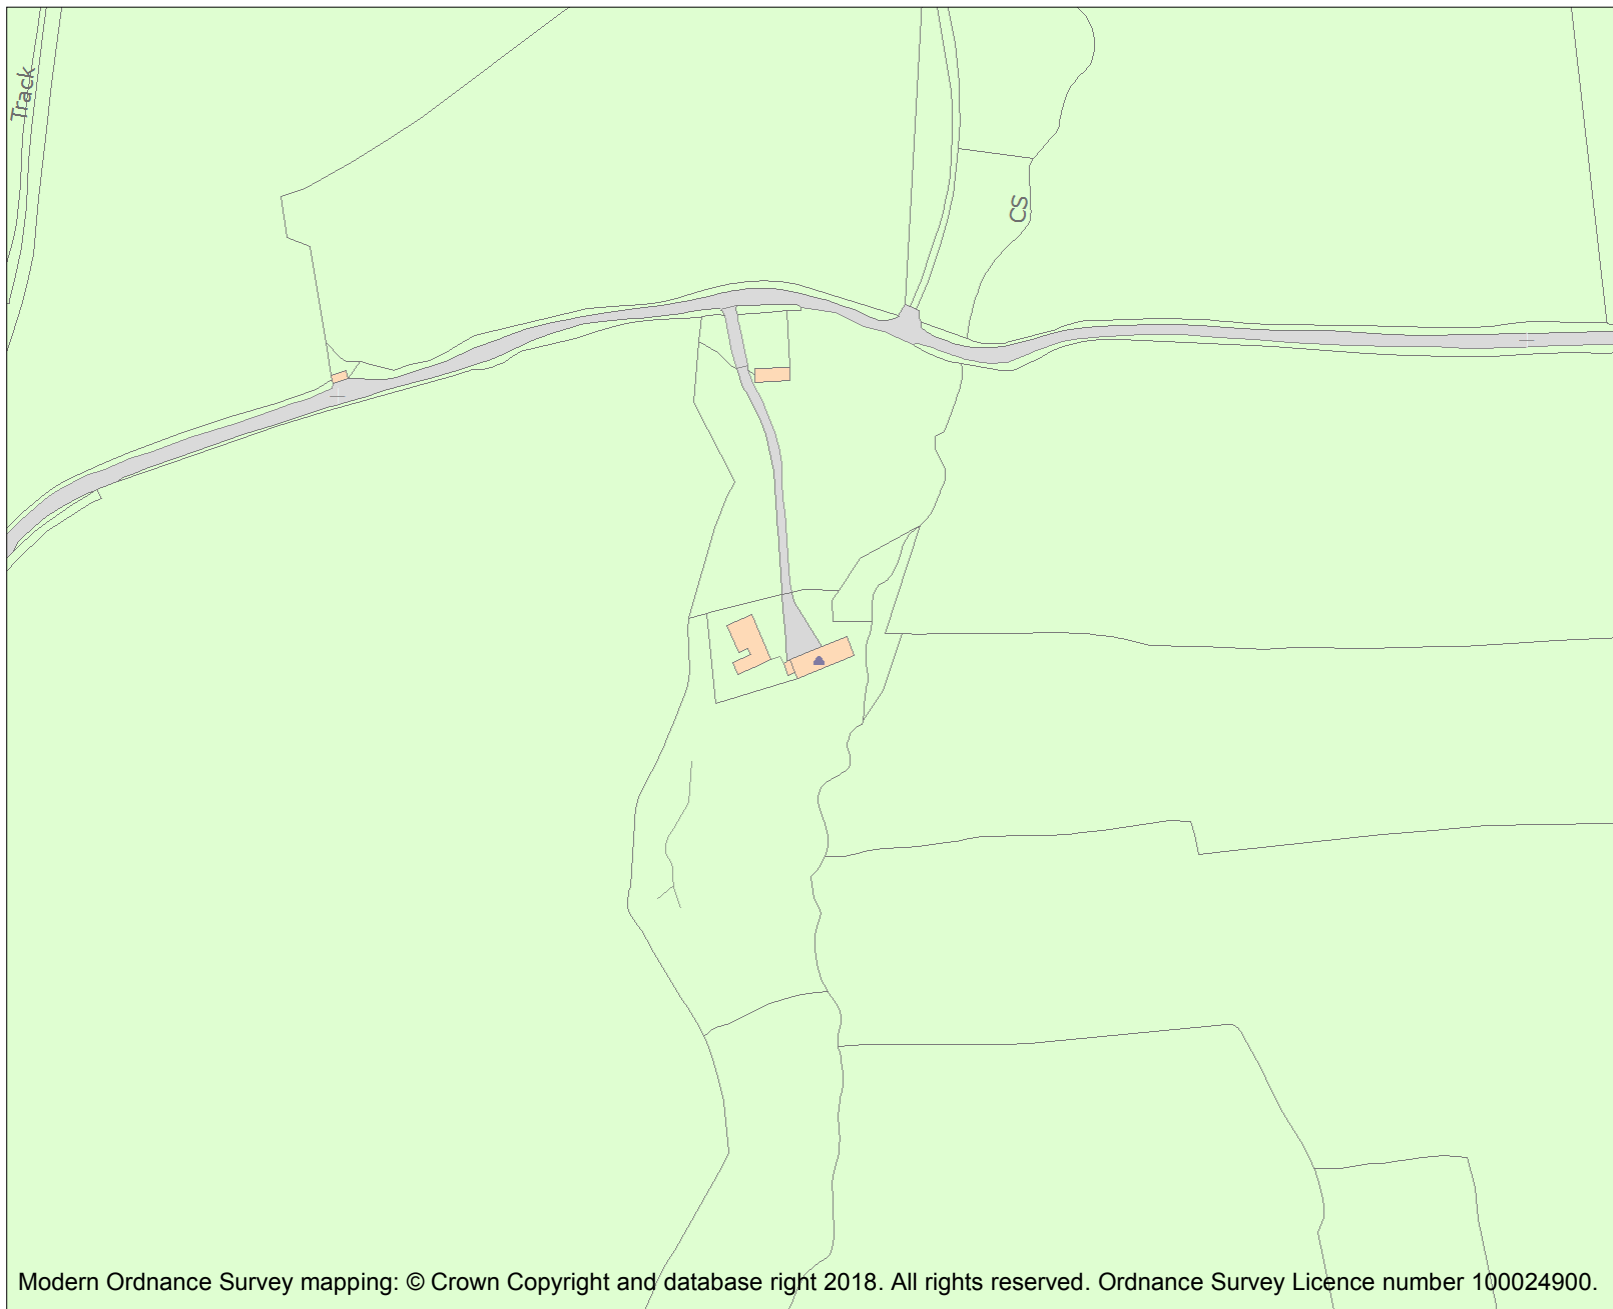 Track
CS
Modern Ordnance Survey mapping: © Crown Copyright and database right 2018. All rights reserved. Ordnance Survey Licence number 100024900.